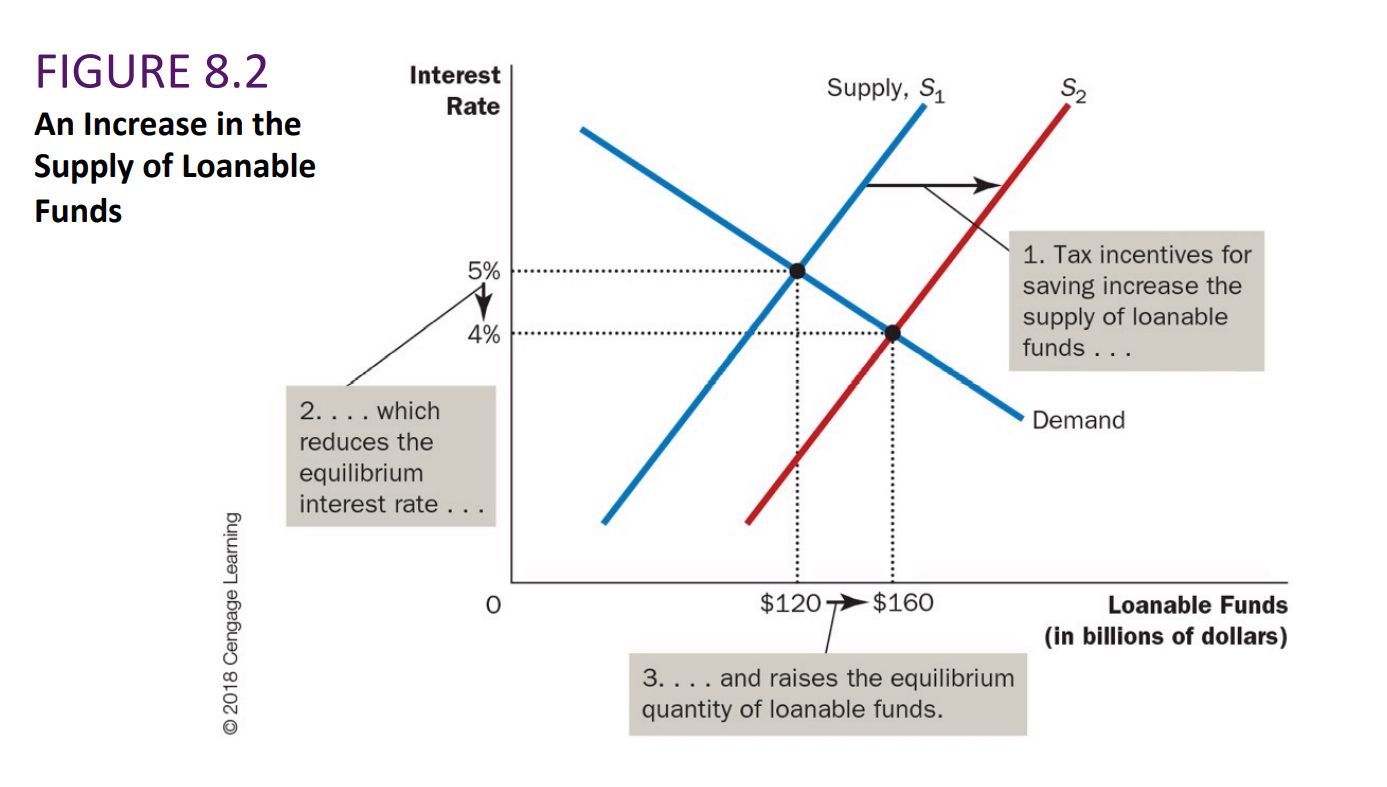 FIGURE 8.2
An Increase in the
Supply of Loanable
Funds
Interest
Rate
Supply, S1
S2
5%
4%
1. Tax incentives for
saving increase the
supply of loanable
funds . . .
2. . . . which
reduces the
equilibrium
interest rate . . .
Demand
0
$120
$160
Loanable Funds
(in billions of dollars)
3. . . . and raises the equilibrium
quantity of loanable funds.
© 2018 Cengage Learning